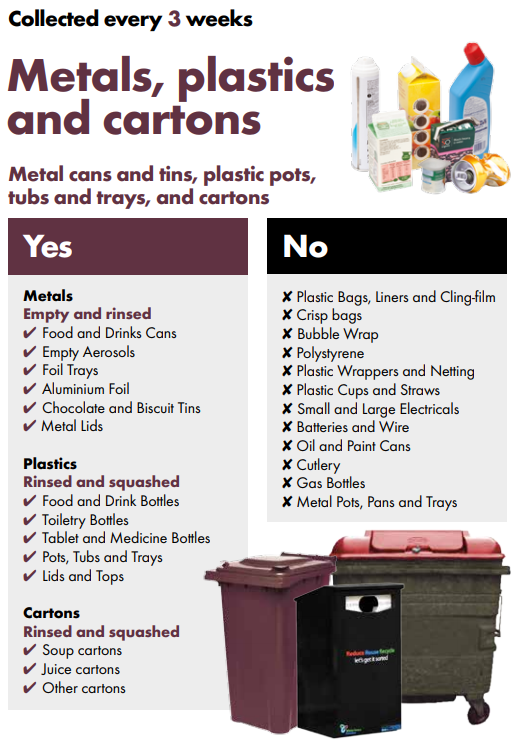 Collected every 3 weeks
Metals, plastics
and cartons
Metal cans and tins, plastic pots,
tubs and trays, and cartons
Yes
Metals
Empty and rinsed
✔ Food and Drinks Cans
✔ Empty Aerosols
✔ Foil Trays
✔ Aluminium Foil
✔ Chocolate and Biscuit Tins
✔ Metal Lids
Plastics
Rinsed and squashed
✔ Food and Drink Bottles
✔ Toiletry Bottles
✔ Tablet and Medicine Bottles
✔ Pots, Tubs and Trays
✔ Lids and Tops
Cartons
Rinsed and squashed
✔ Soup cartons
✔ Juice cartons
✔ Other cartons
No
✘ Plastic Bags, Liners and Cling-film
✘ Crisp bags
✘ Bubble Wrap
✘ Polystyrene
✘ Plastic Wrappers and Netting
✘ Plastic Cups and Straws
✘ Small and Large Electricals
✘ Batteries and Wire
✘ Oil and Paint Cans
✘ Cutlery
✘ Gas Bottles
✘ Metal Pots, Pans and Trays
Reduce Reuse Recycle
let's get it sorted